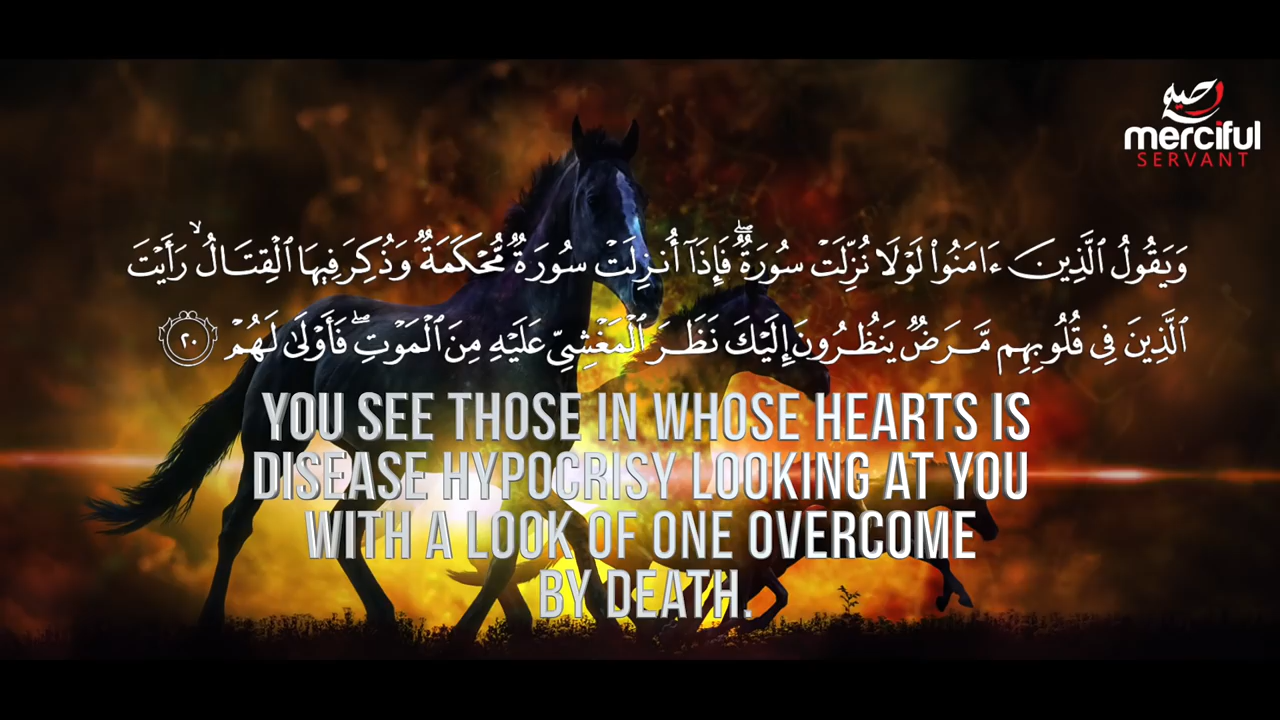 رحيم
merciful
SERVANT
وَيَقُولُ ٱلَّذِينَ ءَامَنُوا۟ لَوْلَا نُزِّلَتْ سُورَةٌۖ فَإِذَآ أُنزِلَتْ سُورَةٌ مُّحْكَمَةٌ وَذُكِرَ فِيهَا ٱلْقِتَالُۙ رَأَيْتَ
ٱلَّذِينَ فِى قُلُوبِهِم مَّرَضٌ يَنظُرُونَ إِلَيْكَ نَظَرَ ٱلْمَغْشِىِّ عَلَيْهِ مِنَ ٱلْمَوْتِۖ فَأَوْلَىٰ لَهُمْ ٢٠
YOU SEE THOSE IN WHOSE HEARTS IS
DISEASE HYPOCRISY LOOKING AT YOU
WITH A LOOK OF ONE OVERCOME
BY DEATH.